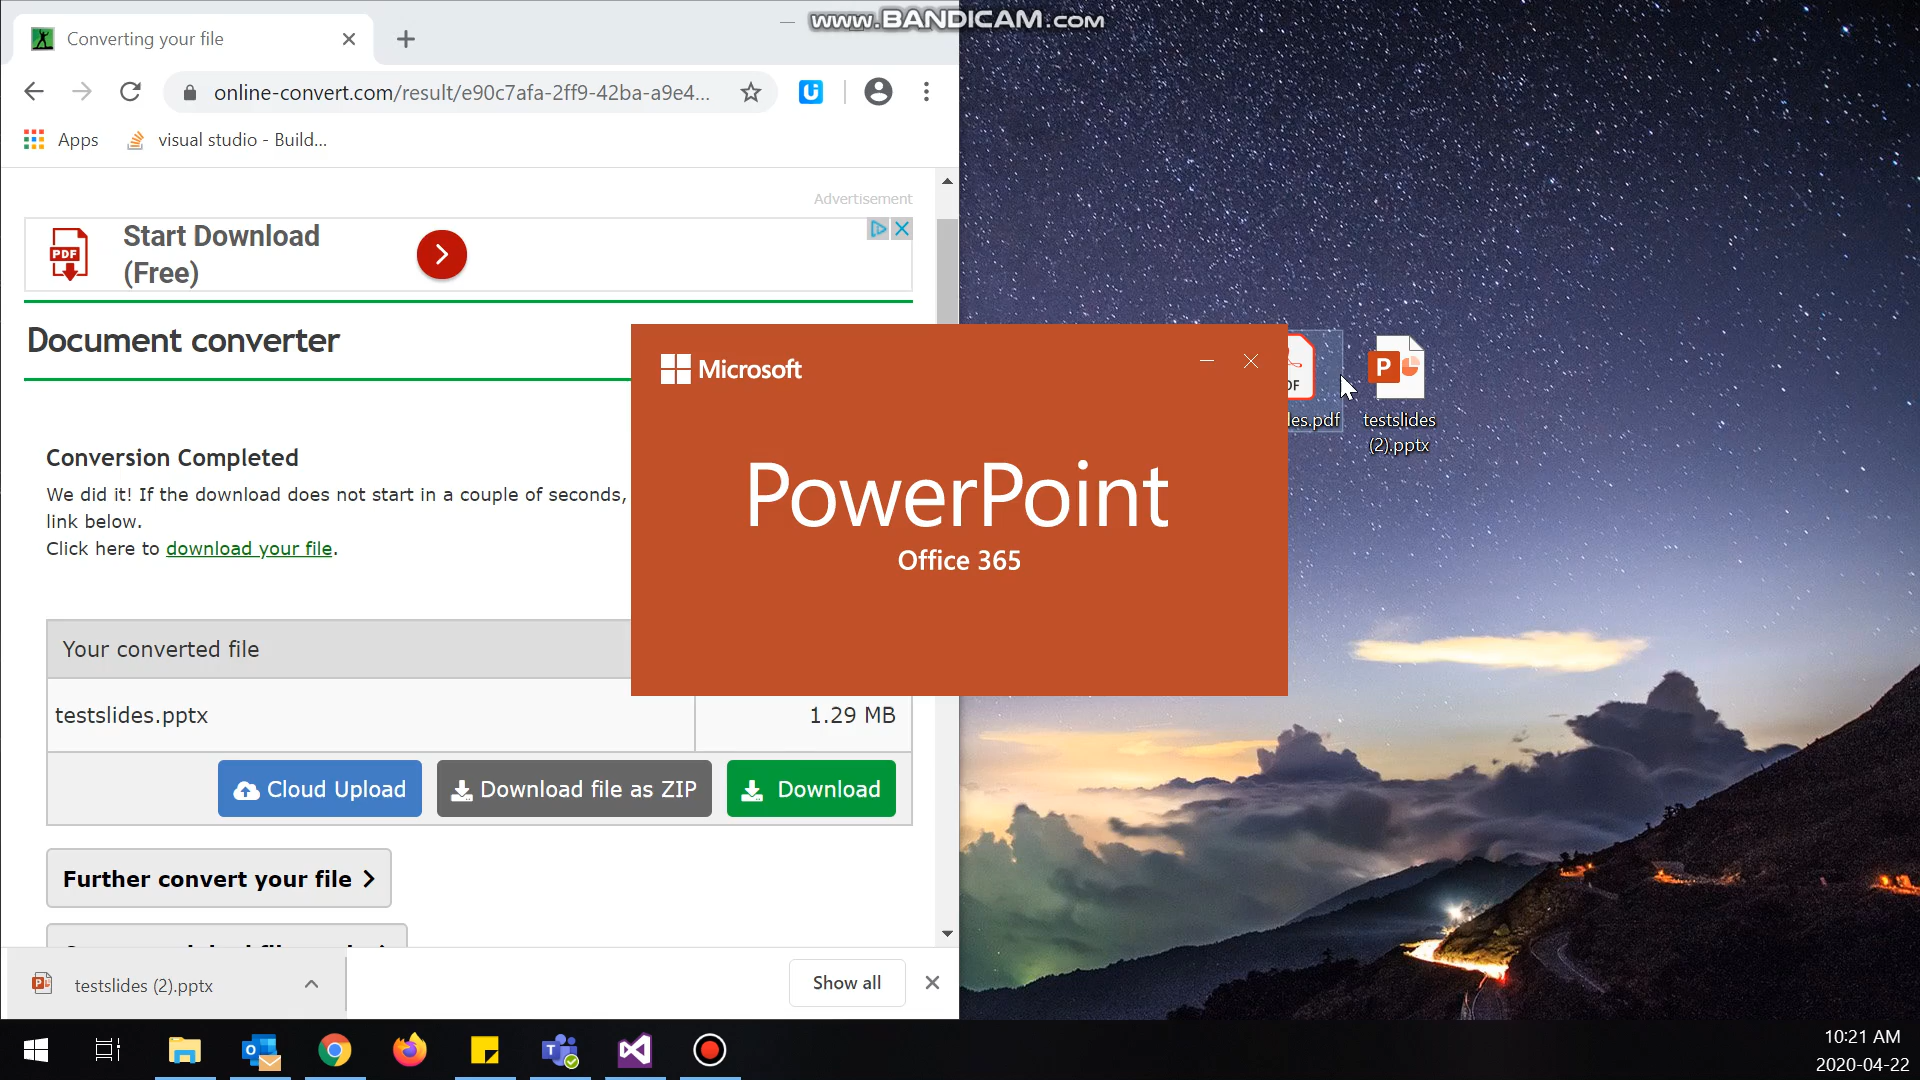 www.BANDICAM.com
Converting your file
online-convert.com/result/e90c7afa-2ff9-42ba-a9e4...
Apps
visual studio - Build...
Advertisement
PDF
Start Download
(Free)
Document converter
Microsoft
PowerPoint
Office 365
Conversion Completed
We did it! If the download does not start in a couple of seconds,
link below.
Click here to download your file.
Your converted file
testslides.pptx
1.29 MB
Cloud Upload
Download file as ZIP
Download
Further convert your file
testslides (2).pptx
Show all
DF
les.pdf
P
testslides
(2).pptx
10:21 AM
2020-04-22